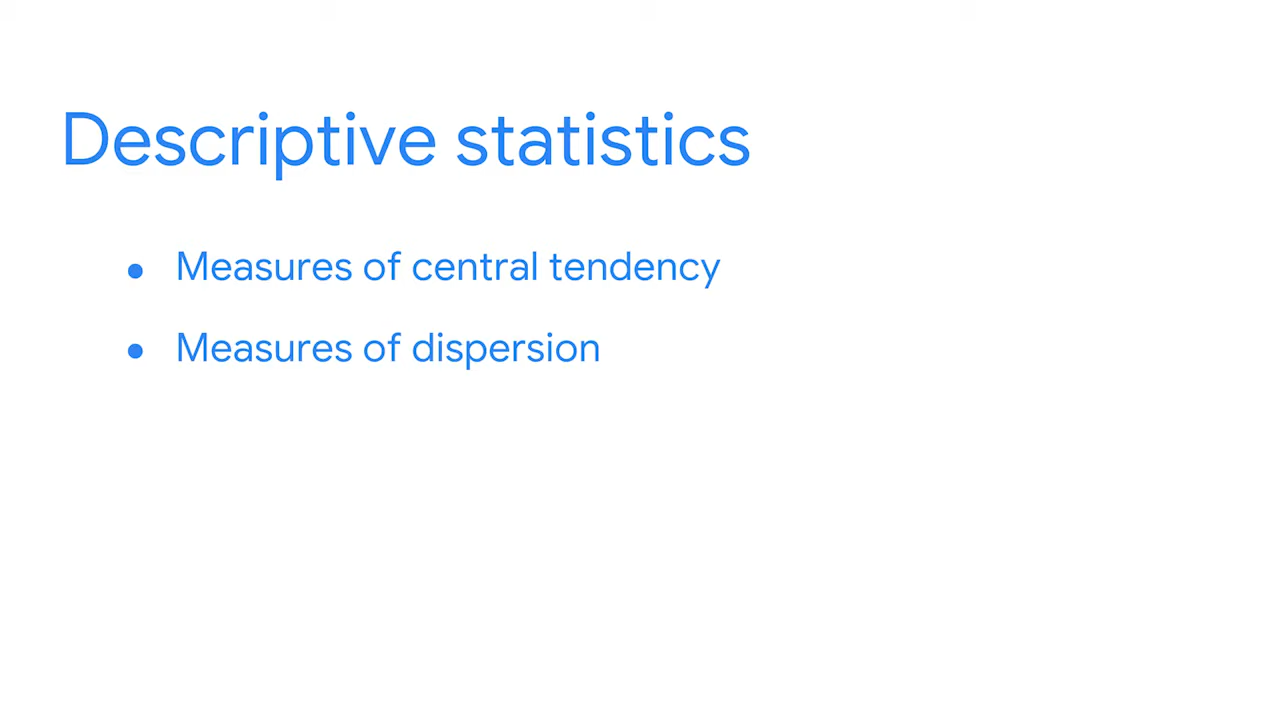 Descriptive statistics
● Measures of central tendency
● Measures of dispersion